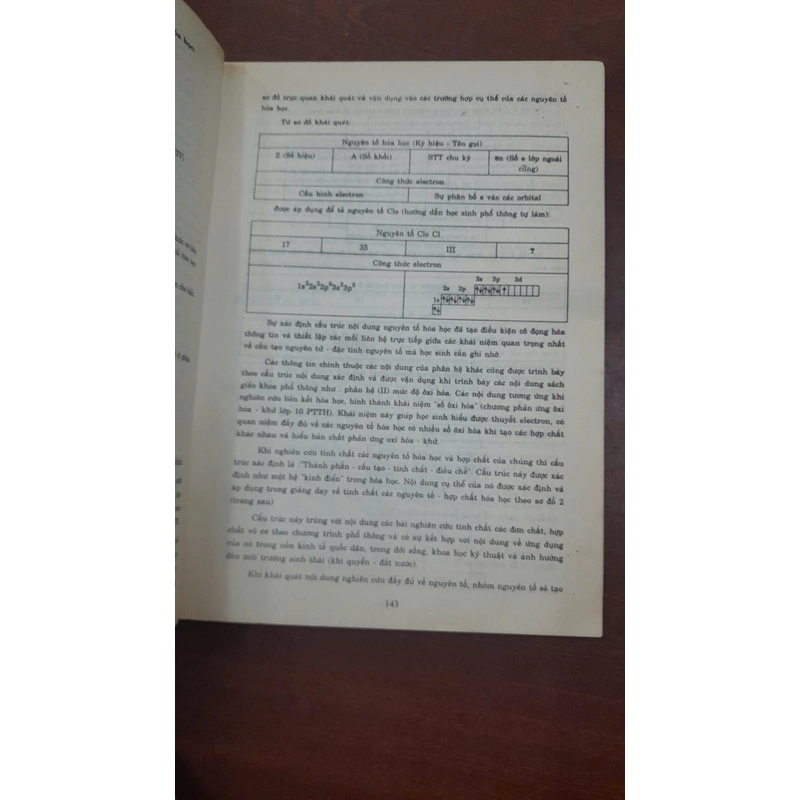 sơ đồ trực quan khái quát về vận dụng vào các trường hợp cụ thể của các nguyên tố
hóa học.
Từ sơ đồ khái quét:
Nguyên tố hóa học (Ký hiệu - Tên gọi)
Z (Số hiệu) A (Số khối) STT chu kỳ (Số e lớp ngoài
cùng)
Công thức electron
Cấu hình electron Sự phân bố e vào các orbital
được áp dụng để tả nguyên tố Clo (hướng dẫn học sinh phổ thông tự làm):
Nguyên tố Clo Cl
17 35 III 7
Công thức electron
3s 3p 3d
2s 2p
1s
Sự xác định cấu trúc nội dung nguyên tố hóa học đã tạo điều kiện cô đọng hóa
thông tin và thiết lập các mối liên hệ trực tiếp giữa các khái niệm quan trọng nhất
về cấu tạo nguyên tử - đặc tính nguyên tố mà học sinh cần ghi nhớ.
Các thông tin chính thuộc các nội dung của phân hệ khác cũng được trình bày
theo cấu trúc nội dung xác định và được vận dụng khi trình bày các nội dung sách
giáo khoa phổ thông như : phân hệ (II) mức độ ôxi hóa. Các nội dung tương ứng khi
nghiên cứu liên kết hóa học, hình thành khái niệm "số ôxi hóa" (chương phản ứng ôxi
hóa - khử lớp 10 PTTH). Khái niệm này giúp học sinh hiểu được thuyết electron, có
quan niệm đầy đủ về các nguyên tố hóa học có nhiều số ôxi hóa khi tạo các hợp chất
khác nhau và hiểu bản chất phản ứng oxi hóa - khử.
Khi nghiên cứu tính chất các nguyên tố hóa học và hợp chất của chúng thì cấu
trúc xác định là :"Thành phần - cấu tạo - tính chất - điều chế". Cấu trúc này được xác
định như một hệ "kinh điển" trong hóa học. Nội dung cụ thể của nó được xác định và
áp dụng trong giảng dạy về tính chất các nguyên tố - hợp chất hóa học theo sơ đồ 2
(trang sau)
Cấu trúc này trùng với nội dung các bài nghiên cứu tính chất các đơn chất, hợp
chất vô cơ theo chương trình phổ thông và có sự kết hợp với nội dung về ứng dụng
của nó trong nền kinh tế quốc dân, trong đời sống, khoa học kỹ thuật và ảnh hưởng
đến môi trường sinh thái (khí quyển - đất nước).
Khi khái quát nội dung nghiên cứu đầy đủ về nguyên tố, nhóm nguyên tố sẽ tạo
143